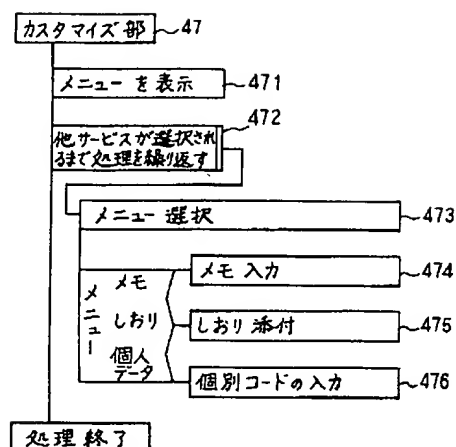 カスタマイズ部 47
メニューを表示 471
472
他サービスが選択され
るまで処理を繰り返す
メニュー選択 473
メニュー
メモ
メモ入力 474
しおり
しおり添付 475
個人
データ
個別コードの入力 476
処理終了